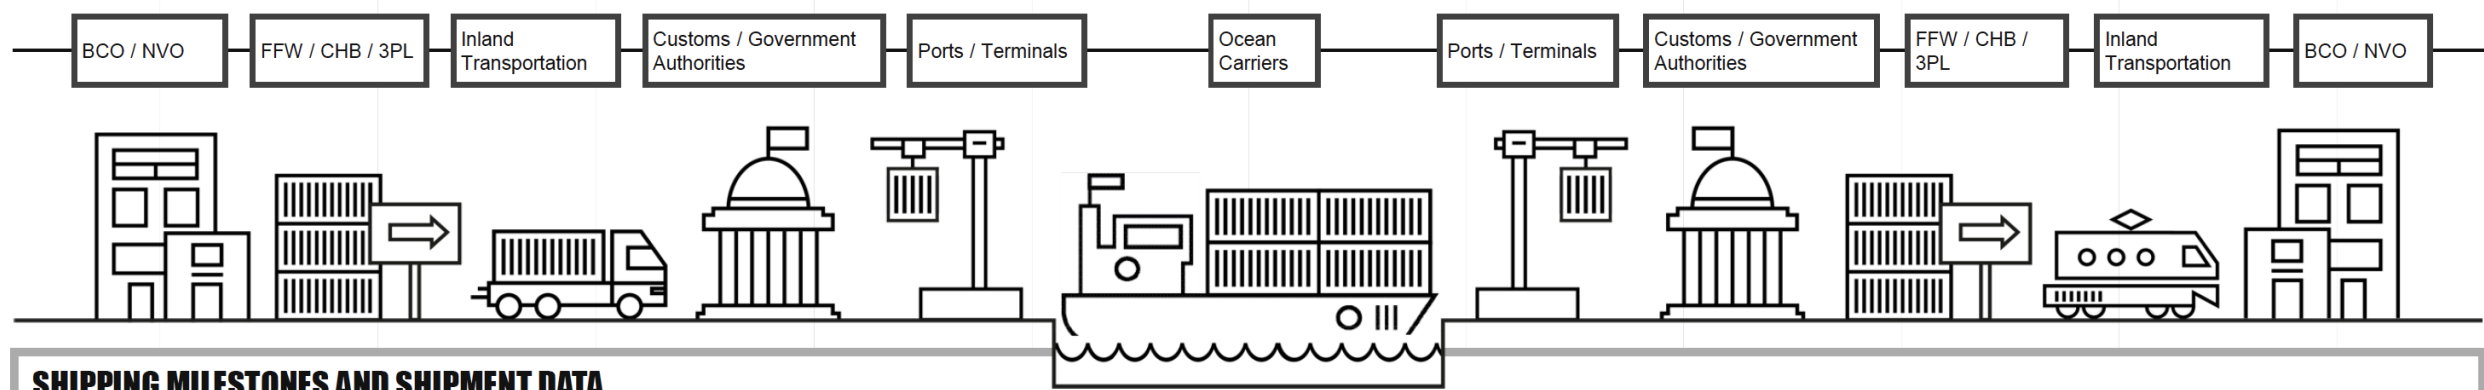 BCO / NVO
FFW / CHB / 3PL
Inland
Transportation
Customs / Government
Authorities
Ports / Terminals
Ocean
Carriers
Ports / Terminals
Customs / Government
Authorities
FFW / CHB /
3PL
Inland
Transportation
BCO / NVO
SHIPPING MILESTONES AND SHIPMENT DATA